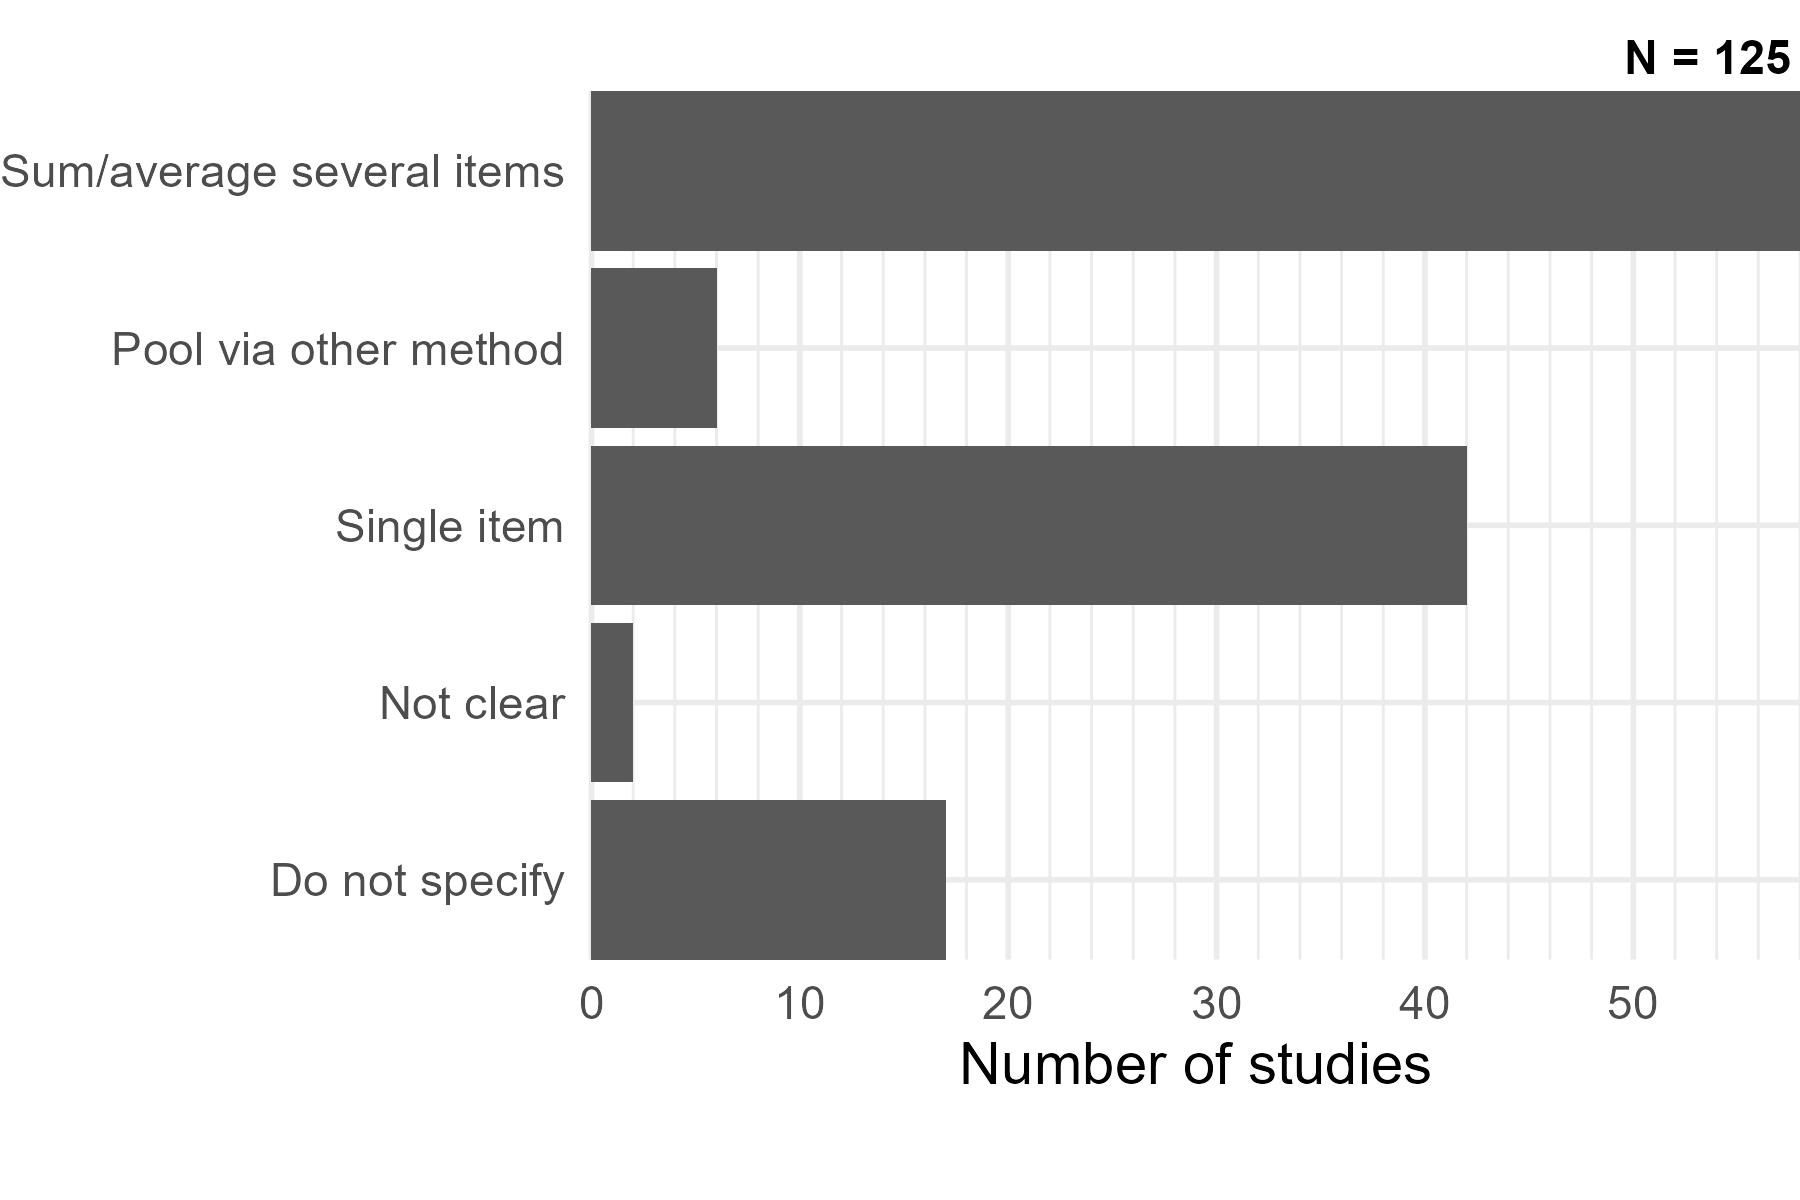 N = 125
Sum/average several items
Pool via other method
Single item
Not clear
Do not specify
0 10 20 30 40 50
Number of studies